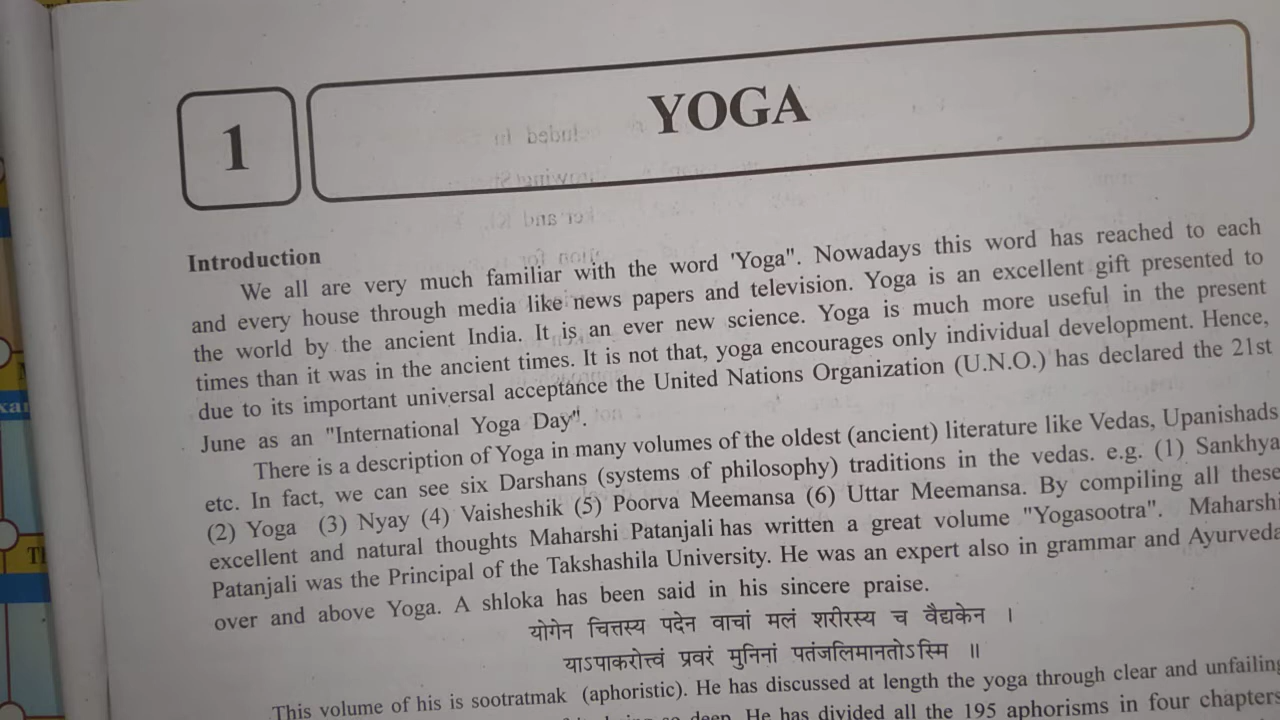 1
YOGA
Introduction
We all are very much familiar with the word 'Yoga". Nowadays this word has reached to each
and every house through media like news papers and television. Yoga is an excellent gift presented to
the world by the ancient India. It is an ever new science. Yoga is much more useful in the present
times than it was in the ancient times. It is not that, yoga encourages only individual development. Hence,
due to its important universal acceptance the United Nations Organization (U.N.O.) has declared the 21st
June as an "International Yoga Day".
There is a description of Yoga in many volumes of the oldest (ancient) literature like Vedas, Upanishads
etc. In fact, we can see six Darshans (systems of philosophy) traditions in the vedas. e.g. (1) Sankhya
(2) Yoga (3) Nyay (4) Vaisheshik (5) Poorva Meemansa (6) Uttar Meemansa. By compiling all these
excellent and natural thoughts Maharshi Patanjali has written a great volume "Yogasootra". Maharshi
Patanjali was the Principal of the Takshashila University. He was an expert also in grammar and Ayurveda
over and above Yoga. A shloka has been said in his sincere praise.
योगेन चित्तस्य पदेन वाचां मलं शरीरस्य च वैद्यकेन ।
याऽपाकरोत्त्वं प्रवरं मुनिनां पतंजलिमानतोऽस्मि ॥
This volume of his is sootratmak (aphoristic). He has discussed at length the yoga through clear and unfailing
deep. He has divided all the 195 aphorisms in four chapters